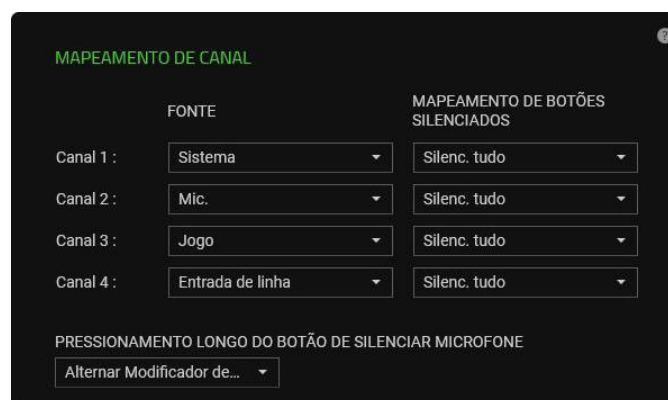 MAPEAMENTO DE CANAL
FONTE
MAPEAMENTO DE BOTÕES
SILENCIADOS
Canal 1 : Sistema Silenc. tudo
Canal 2 : Mic. Silenc. tudo
Canal 3 : Jogo Silenc. tudo
Canal 4 : Entrada de linha Silenc. tudo
PRESSIONAMENTO LONGO DO BOTÃO DE SILENCIAR MICROFONE
Alternar Modificador de...